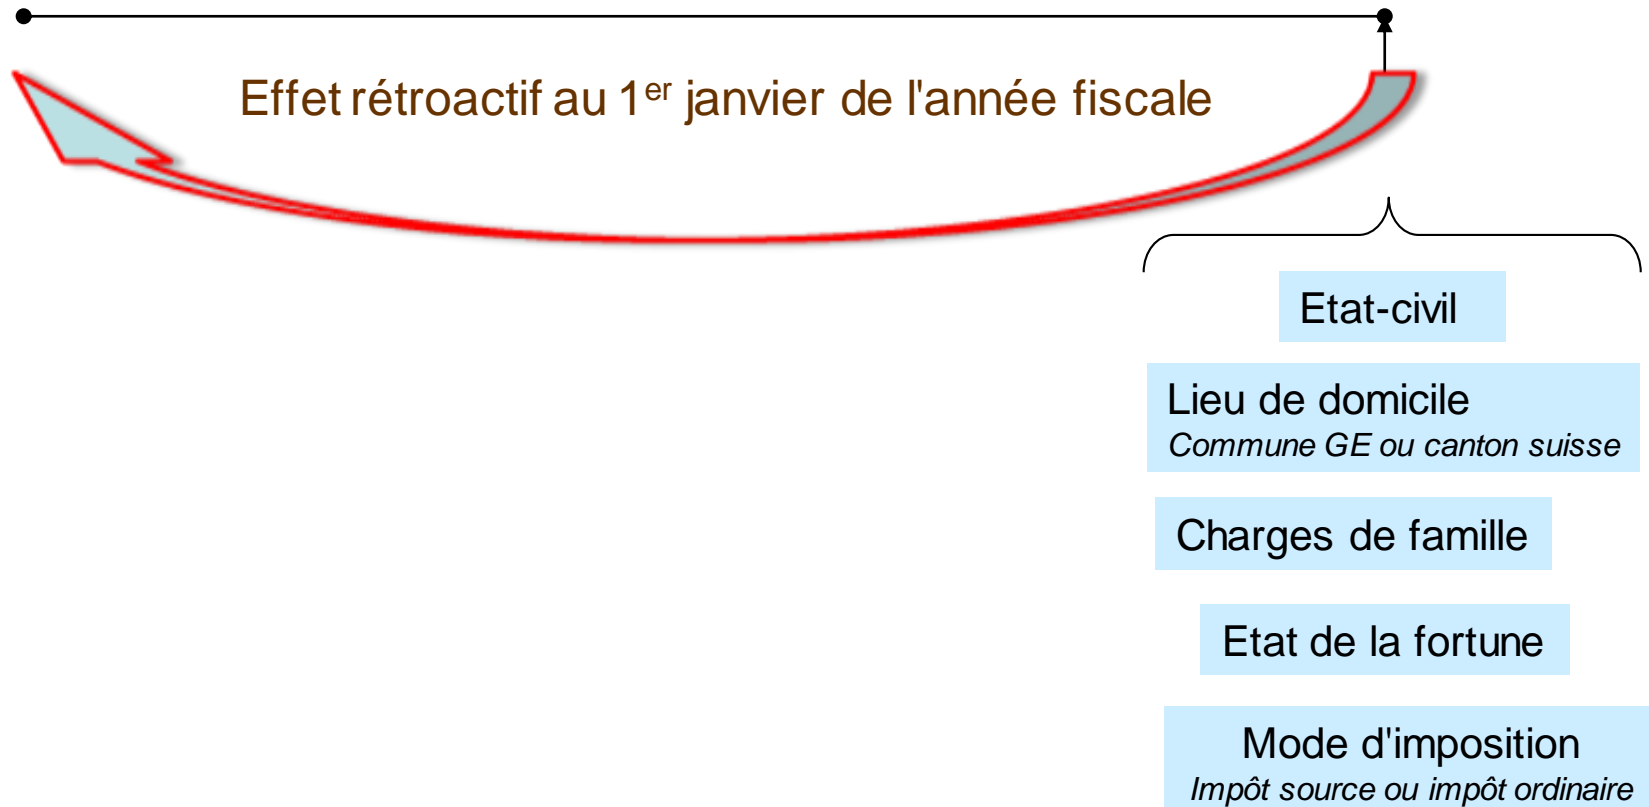 Effet rétroactif au 1er janvier de l'année fiscale
Etat-civil
Lieu de domicile
Commune GE ou canton suisse
Charges de famille
Etat de la fortune
Mode d'imposition
Impôt source ou impôt ordinaire